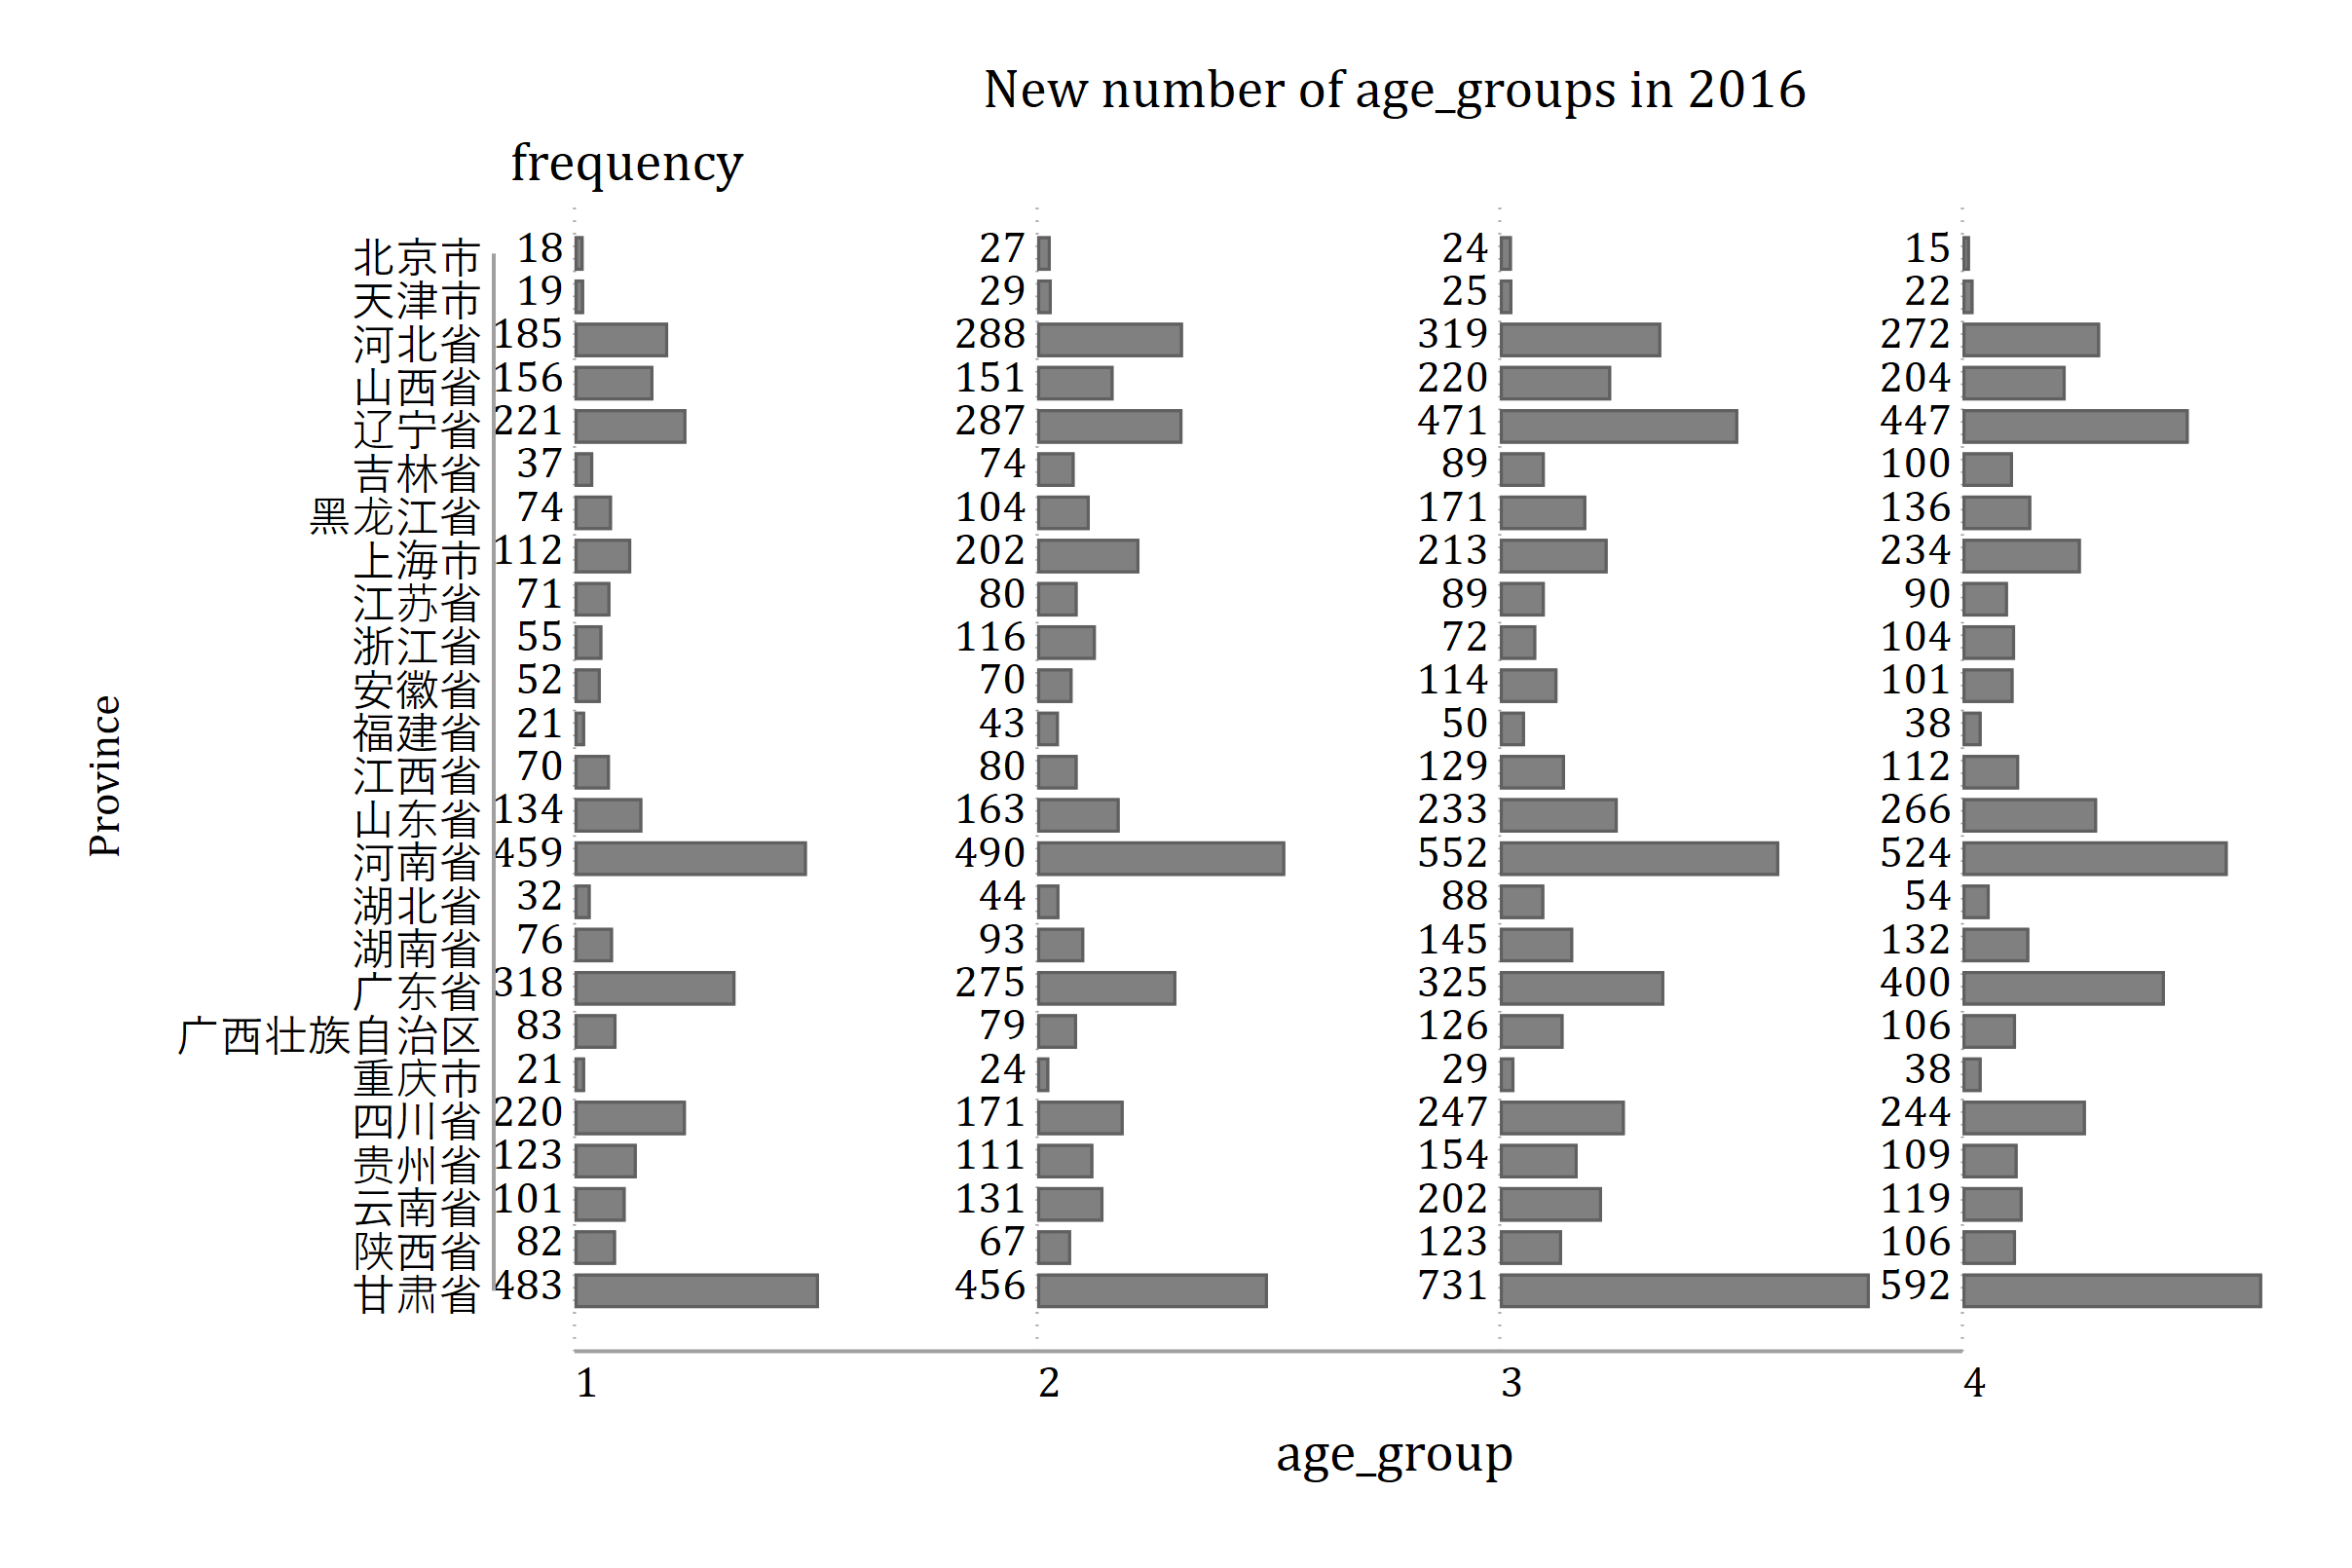 New number of age_groups in 2016
frequency
北京市 18 27 24 15
天津市 19 29 25 22
河北省 185 288 319 272
山西省 156 151 220 204
辽宁省 221 287 471 447
吉林省 37 74 89 100
黑龙江省 74 104 171 136
上海市 112 202 213 234
江苏省 71 80 89 90
浙江省 55 116 72 104
安徽省 52 70 114 101
福建省 21 43 50 38
江西省 70 80 129 112
山东省 134 163 233 266
河南省 459 490 552 524
湖北省 32 44 88 54
湖南省 76 93 145 132
广东省 318 275 325 400
广西壮族自治区 83 79 126 106
重庆市 21 24 29 38
四川省 220 171 247 244
贵州省 123 111 154 109
云南省 101 131 202 119
陕西省 82 67 123 106
甘肃省 483 456 731 592
Province
1 2 3 4
age_group